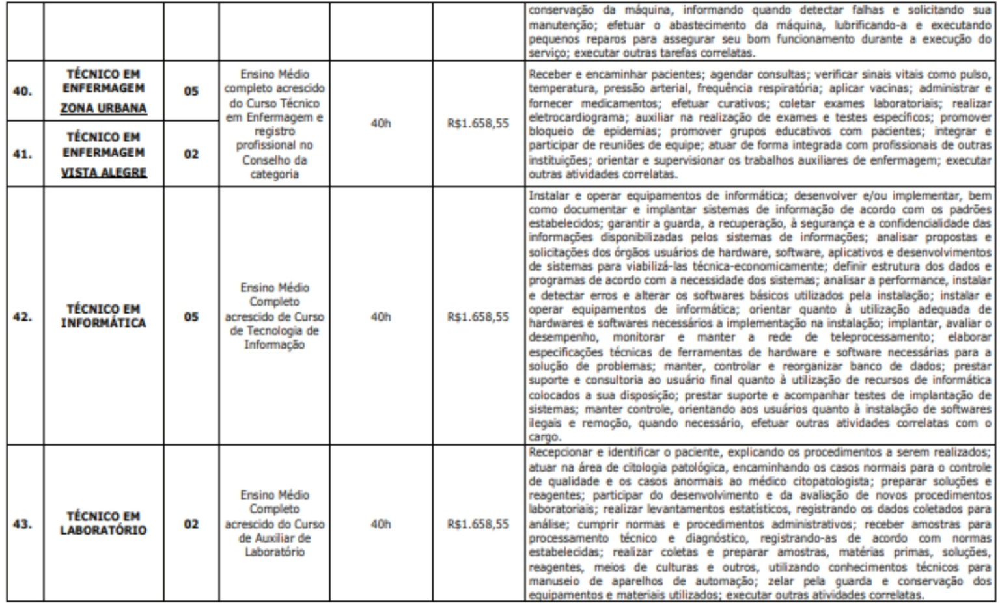 conservação da máquina, informando quando detectar falhas e solicitando sua
manutenção; efetuar o abastecimento da máquina, lubrificando-a e executando
pequenos reparos para assegurar seu bom funcionamento durante a execução do
serviço; executar outras tarefas correlatas.
40.
TÉCNICO EM
ENFERMAGEM
ZONA URBANA
05
41.
TÉCNICO EM
ENFERMAGEM
VISTA ALEGRE
02
Ensino Médio
completo acrescido
do Curso Técnico
em Enfermagem e
registro
profissional no
Conselho da
categoria
40h
R$1.658,55
Receber e encaminhar pacientes; agendar consultas; verificar sinais vitais como pulso,
temperatura, pressão arterial, frequência respiratória; aplicar vacinas; administrar e
fornecer medicamentos; efetuar curativos; coletar exames laboratoriais; realizar
eletrocardiograma; auxiliar na realização de exames e testes específicos; promover
bloqueio de epidemias; promover grupos educativos com pacientes; integrar e
participar de reuniões de equipe; atuar de forma integrada com profissionais de outras
instituições; orientar e supervisionar os trabalhos auxiliares de enfermagem; executar
outras atividades correlatas.
42.
TÉCNICO EM
INFORMÁTICA
05
Ensino Médio
Completo
acrescido de Curso
de Tecnologia de
Informação
40h
R$1.658,55
Instalar e operar equipamentos de informática; desenvolver e/ou implementar, bem
como documentar e implantar sistemas de informação de acordo com os padrões
estabelecidos; garantir a guarda, a recuperação, à segurança e a confidencialidade das
informações disponibilizadas pelos sistemas de informações; analisar propostas e
solicitações dos órgãos usuários de hardware, software, aplicativos e desenvolvimentos
de sistemas para viabilizá-las técnica-economicamente; definir estrutura dos dados e
programas de acordo com a necessidade dos sistemas; analisar a performance, instalar
e detectar erros e alterar os softwares básicos utilizados pela instalação; instalar e
operar equipamentos de informática; orientar quanto à utilização adequada de
hardwares e softwares necessários a implementação na instalação; implantar, avaliar o
desempenho, monitorar e manter a rede de teleprocessamento; elaborar
especificações técnicas de ferramentas de hardware e software necessárias para a
solução de problemas; manter, controlar e reorganizar banco de dados; prestar
suporte e consultoria ao usuário final quanto à utilização de recursos de informática
colocados a sua disposição; prestar suporte e acompanhar testes de implantação de
sistemas; manter controle, orientando aos usuários quanto à instalação de softwares
ilegais e remoção, quando necessário, efetuar outras atividades correlatas com o
cargo.
43.
TÉCNICO EM
LABORATÓRIO
02
Ensino Médio
Completo
acrescido do Curso
de Auxiliar de
Laboratório
40h
R$1.658,55
Recepcionar e identificar o paciente, explicando os procedimentos a serem realizados;
atuar na área de citologia patológica, encaminhando os casos normais para o controle
de qualidade e os casos anormais ao médico citopatologista; preparar soluções e
reagentes; participar do desenvolvimento e da avaliação de novos procedimentos
laboratoriais; realizar levantamentos estatísticos, registrando os dados coletados para
análise; cumprir normas e procedimentos administrativos; receber amostras para
processamento técnico e diagnóstico, registrando-as de acordo com normas
estabelecidas; realizar coletas e preparar amostras, matérias primas, soluções,
reagentes, meios de culturas e outros, utilizando conhecimentos técnicos para
manuseio de aparelhos de automação; zelar pela guarda e conservação dos
equipamentos e materiais utilizados; executar outras atividades correlatas.